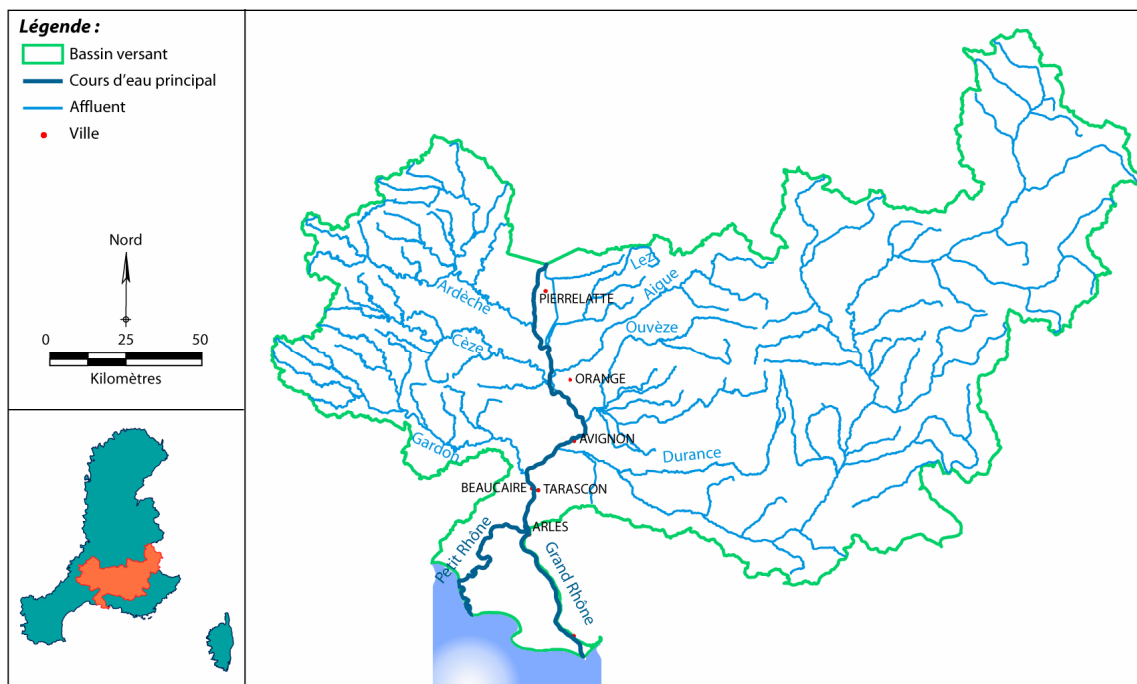 Légende :
Bassin versant
Cours d'eau principal
Affluent
Ville
Nord
0 25 50
Kilomètres
Lez
Aigue
Ardèche
PIERRELATTE
Ouvèze
Cèze
ORANGE
Gardon
AVIGNON
Durance
BEAUCAIRE
TARASCON
ARLES
Petit Rhône
Grand Rhône